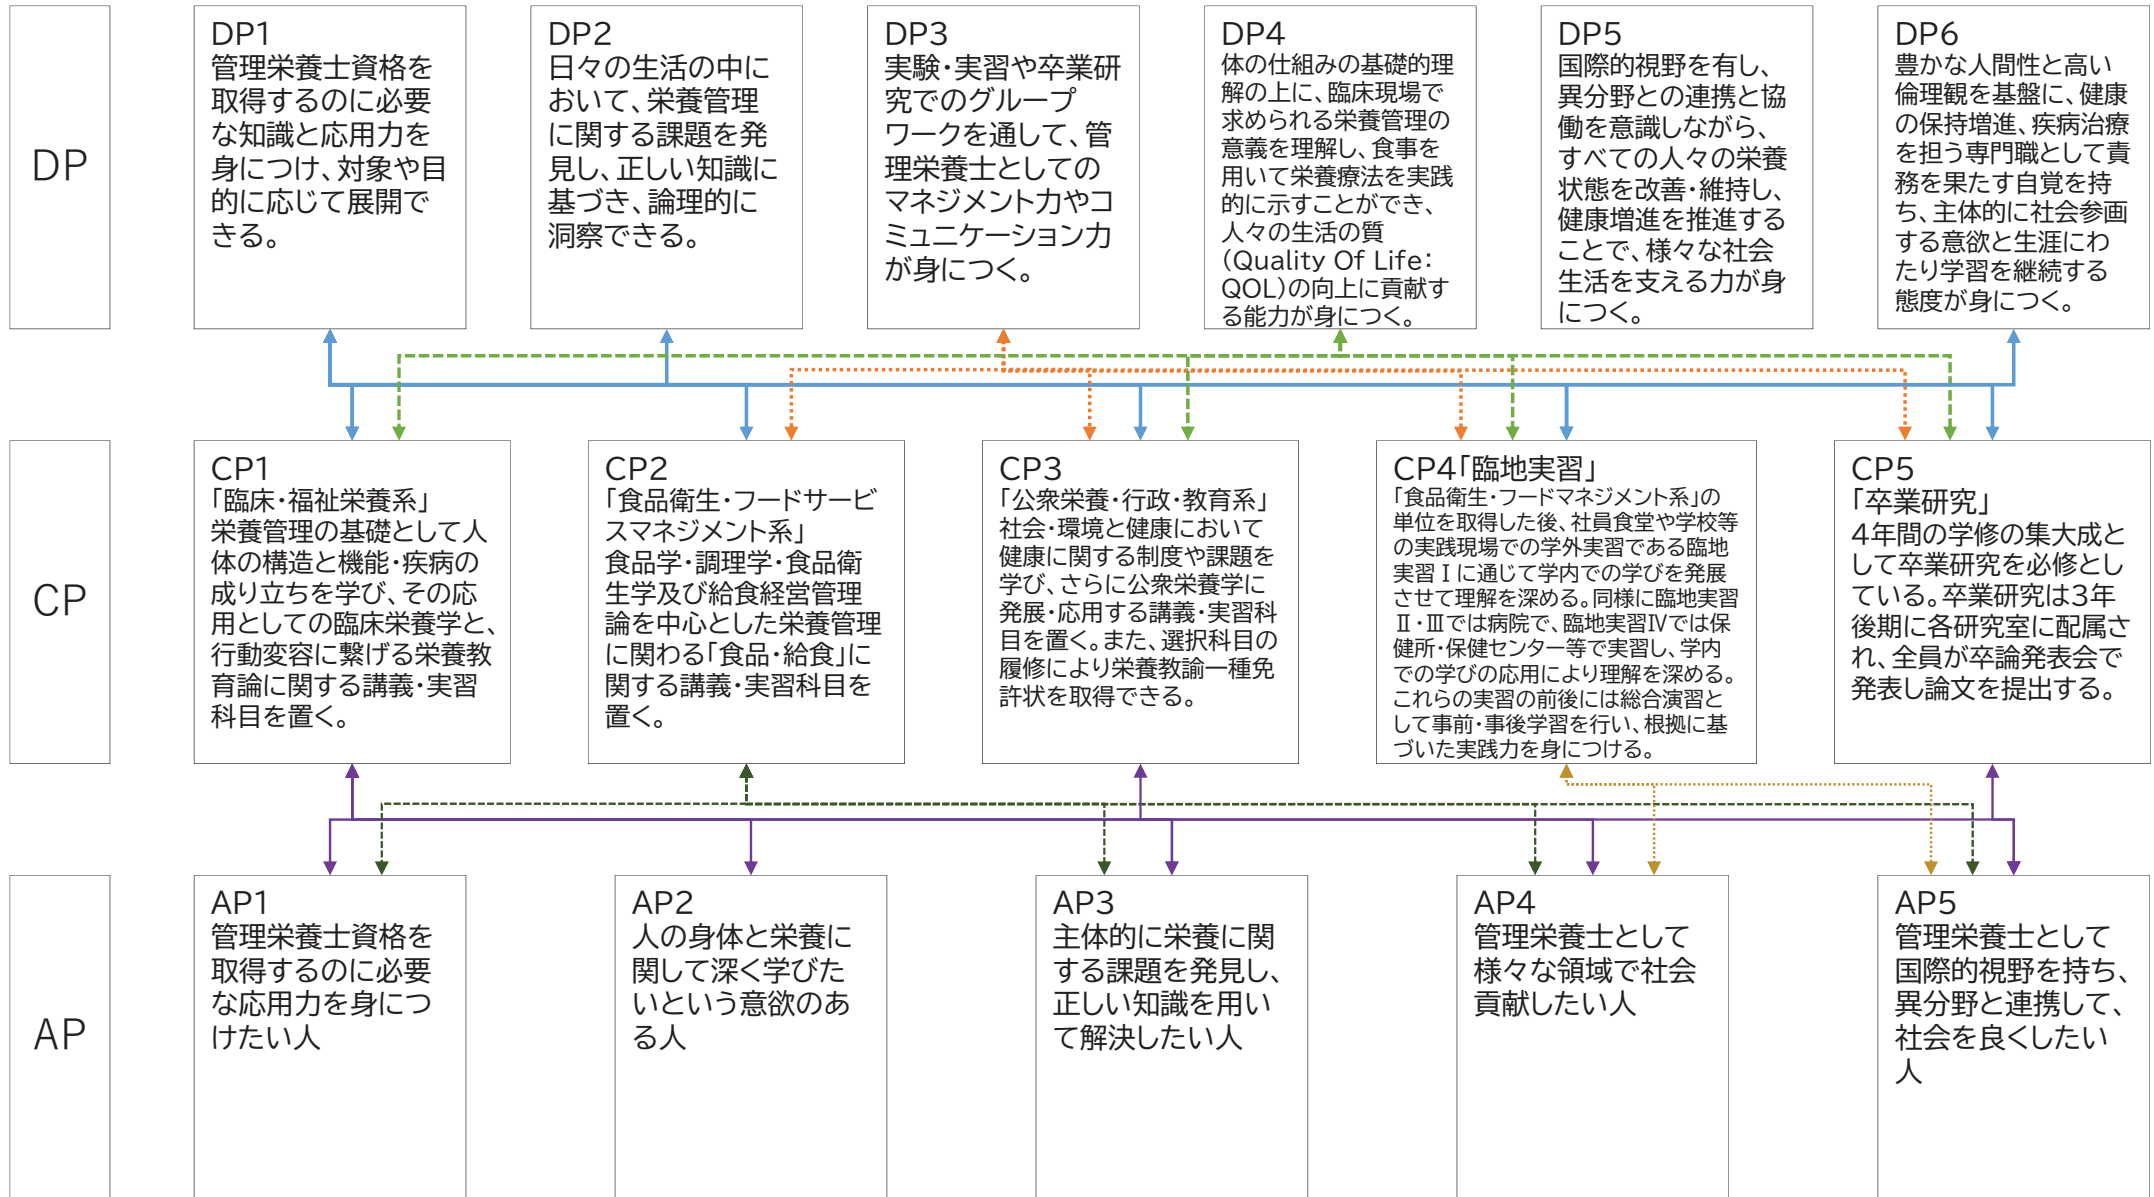 DP
DP1
管理栄養士資格を
取得するのに必要
な知識と応用力を
身につけ、対象や目
的に応じて展開で
きる。
DP2
日々の生活の中に
おいて、栄養管理
に関する課題を発
見し、正しい知識に
基づき、論理的に
洞察できる。
DP3
実験・実習や卒業研
究でのグループ
ワークを通して、管
理栄養士としての
マネジメント力やコ
ミュニケーション力
が身につく。
DP4
体の仕組みの基礎的理
解の上に、臨床現場で
求められる栄養管理の
意義を理解し、食事を
用いて栄養療法を実践
的に示すことができ、
人々の生活の質
(Quality Of Life:
QOL)の向上に貢献す
る能力が身につく。
DP5
国際的視野を有し、
異分野との連携と協
働を意識しながら、
すべての人々の栄養
状態を改善・維持し、
健康増進を推進する
ことで、様々な社会
生活を支える力が身
につく。
DP6
豊かな人間性と高い
倫理観を基盤に、健康
の保持増進、疾病治療
を担う専門職として責
務を果たす自覚を持
ち、主体的に社会参画
する意欲と生涯にわ
たり学習を継続する
態度が身につく。
CP
CP1
「臨床・福祉栄養系」
栄養管理の基礎として人
体の構造と機能・疾病の
成り立ちを学び、その応
用としての臨床栄養学と、
行動変容に繋げる栄養教
育論に関する講義・実習
科目を置く。
CP2
「食品衛生・フードサービ
スマネジメント系」
食品学・調理学・食品衛
生学及び給食経営管理
論を中心とした栄養管理
に関わる「食品・給食」に
関する講義・実習科目を
置く。
CP3
「公衆栄養・行政・教育系」
社会・環境と健康において
健康に関する制度や課題を
学び、さらに公衆栄養学に
発展・応用する講義・実習科
目を置く。また、選択科目の
履修により栄養教諭一種免
許状を取得できる。
CP4「臨地実習」
「食品衛生・フードマネジメント系」の
単位を取得した後、社員食堂や学校等
の実践現場での学外実習である臨地
実習Ⅰに通じて学内での学びを発展
させて理解を深める。同様に臨地実習
Ⅱ・Ⅲでは病院で、臨地実習Ⅳでは保
健所・保健センター等で実習し、学内
での学びの応用により理解を深める。
これらの実習の前後には総合演習と
して事前・事後学習を行い、根拠に基
づいた実践力を身につける。
CP5
「卒業研究」
4年間の学修の集大成と
して卒業研究を必修とし
ている。卒業研究は3年
後期に各研究室に配属さ
れ、全員が卒論発表会で
発表し論文を提出する。
AP
AP1
管理栄養士資格を
取得するのに必要
な応用力を身につ
けたい人
AP2
人の身体と栄養に
関して深く学びた
いという意欲のあ
る人
AP3
主体的に栄養に関
する課題を発見し、
正しい知識を用い
て解決したい人
AP4
管理栄養士として
様々な領域で社会
貢献したい人
AP5
管理栄養士として
国際的視野を持ち、
異分野と連携して、
社会を良くしたい
人